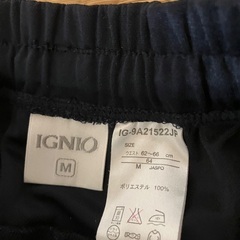 IGNIO
M
IG-9A21522JP
SIZE
ウエスト 62～66 cm
64
M JASPO
ポリエステル 100%